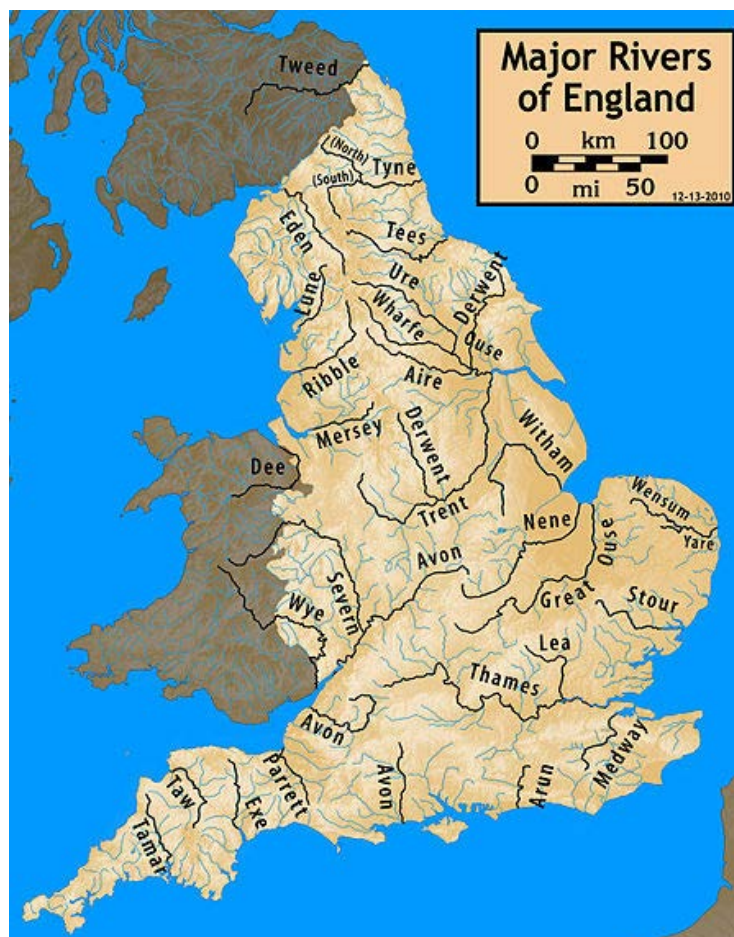 Major Rivers
of England
0 km 100
0 mi 50
12-13-2010
Tweed
(North)
Tyne
(South)
Eden
Tees
Ure
Derwent
Lune
Wharfe
Ouse
Ribble
Aire
Mersey
Derwent
Witham
Dee
Trent
Nene
Wensum
Yare
Ouse
Avon
Severn
Great
Stour
Wye
Lea
Thames
Avon
Medway
Parrett
Avon
Arun
Taw
Exe
Tamar